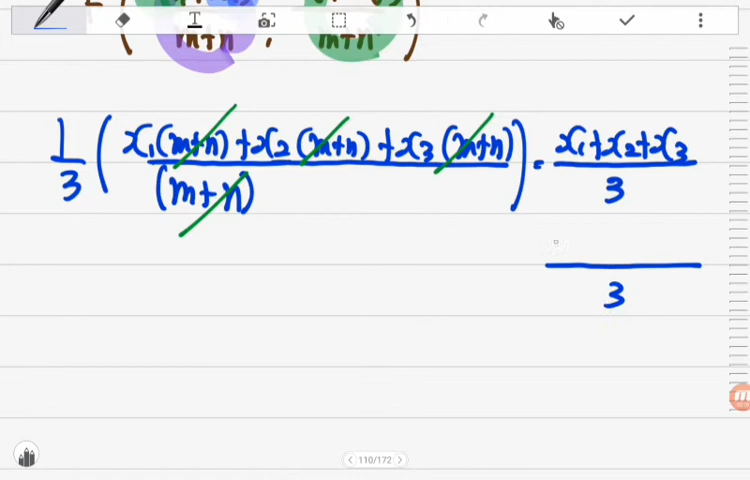 ( m+n , m+n )
1/3 ( (x₁(m+n) + x₂(m+n) + x₃(m+n)) / (m+n) ) = (x₁+x₂+x₃) / 3
3
110/172